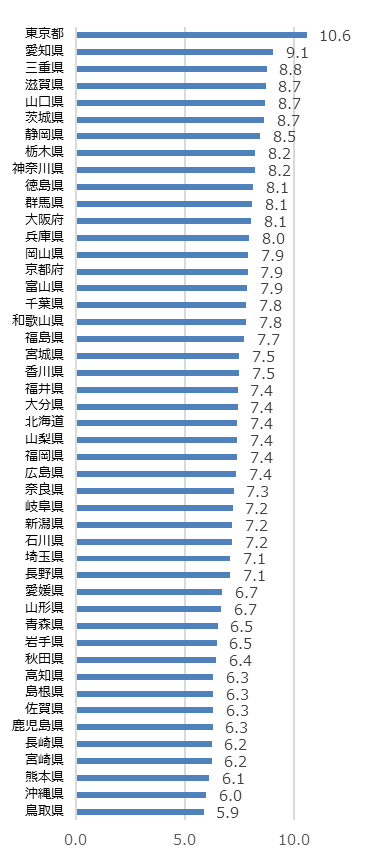 東京都 10.6
愛知県 9.1
三重県 8.8
滋賀県 8.7
山口県 8.7
茨城県 8.7
静岡県 8.5
栃木県 8.2
神奈川県 8.2
徳島県 8.1
群馬県 8.1
大阪府 8.1
兵庫県 8.0
岡山県 7.9
京都府 7.9
富山県 7.9
千葉県 7.8
和歌山県 7.8
福島県 7.7
宮城県 7.5
香川県 7.5
福井県 7.4
大分県 7.4
北海道 7.4
山梨県 7.4
福岡県 7.4
広島県 7.4
奈良県 7.3
岐阜県 7.2
新潟県 7.2
石川県 7.2
埼玉県 7.1
長野県 7.1
愛媛県 6.7
山形県 6.7
青森県 6.5
岩手県 6.5
秋田県 6.4
高知県 6.3
島根県 6.3
佐賀県 6.3
鹿児島県 6.3
長崎県 6.2
宮崎県 6.2
熊本県 6.1
沖縄県 6.0
鳥取県 5.9
0.0 5.0 10.0